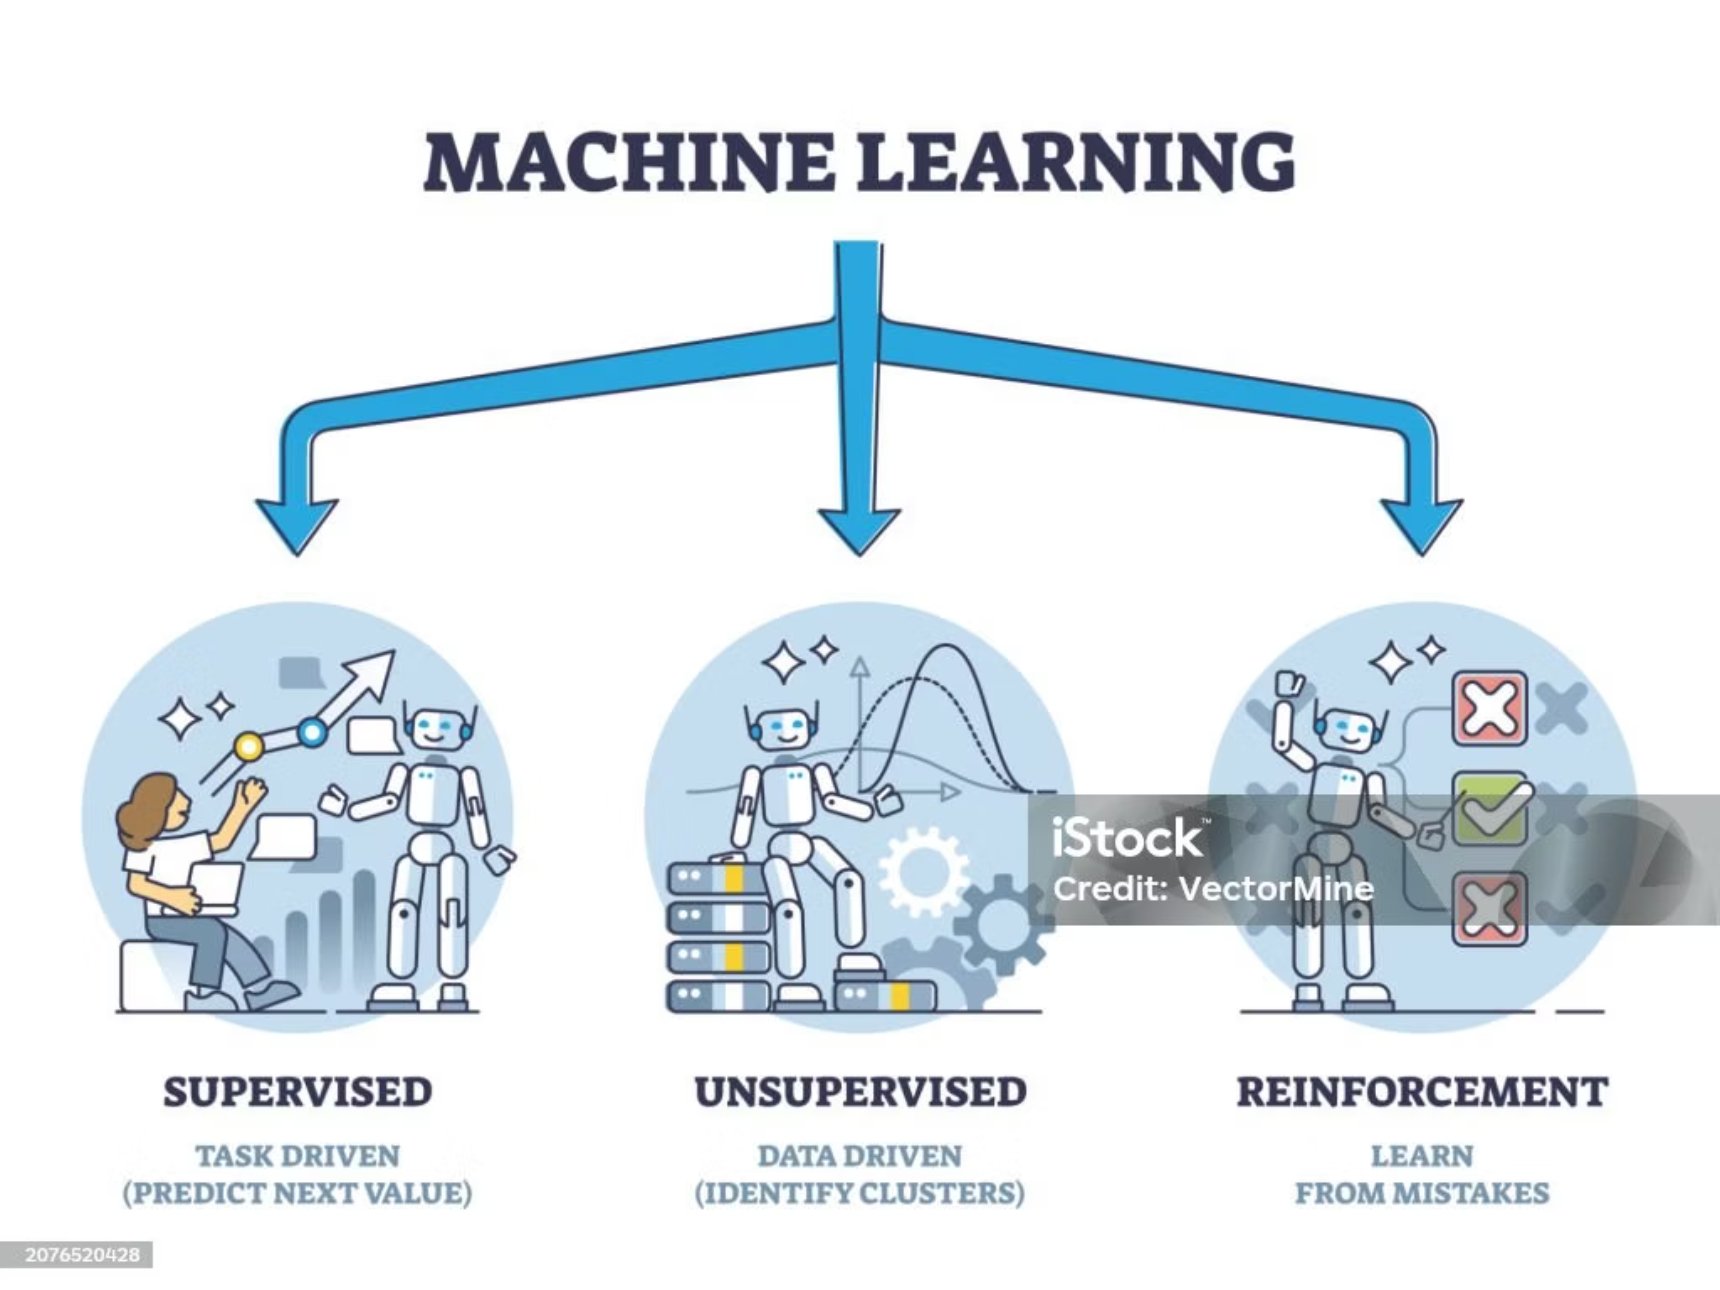 MACHINE LEARNING
iStock™
Credit: VectorMine
SUPERVISED
TASK DRIVEN
(PREDICT NEXT VALUE)
UNSUPERVISED
DATA DRIVEN
(IDENTIFY CLUSTERS)
REINFORCEMENT
LEARN
FROM MISTAKES
2076520428